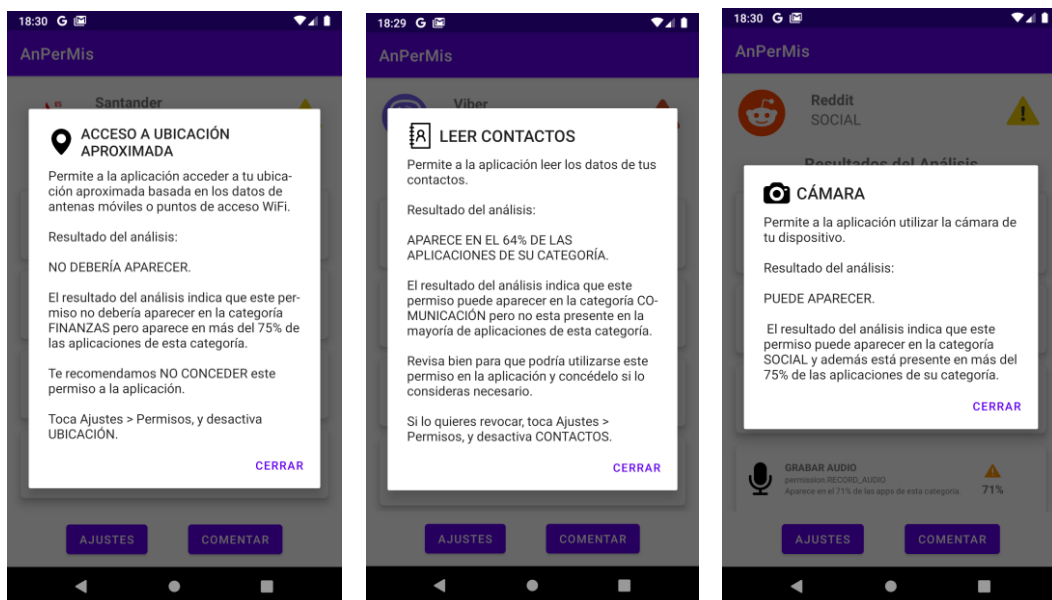 18:30 G
AnPerMis
Santander
ACCESO A UBICACIÓN
APROXIMADA
Permite a la aplicación acceder a tu ubica-
ción aproximada basada en los datos de
antenas móviles o puntos de acceso WiFi.
Resultado del análisis:
NO DEBERÍA APARECER.
El resultado del análisis indica que este per-
miso no debería aparecer en la categoría
FINANZAS pero aparece en más del 75% de
las aplicaciones de esta categoría.
Te recomendamos NO CONCEDER este
permiso a la aplicación.
Toca Ajustes > Permisos, y desactiva
UBICACIÓN.
CERRAR
AJUSTES COMENTAR
18:29 G
AnPerMis
Viber
LEER CONTACTOS
Permite a la aplicación leer los datos de tus
contactos.
Resultado del análisis:
APARECE EN EL 64% DE LAS
APLICACIONES DE SU CATEGORÍA.
El resultado del análisis indica que este
permiso puede aparecer en la categoría CO-
MUNICACIÓN pero no esta presente en la
mayoría de aplicaciones de esta categoría.
Revisa bien para que podría utilizarse este
permiso en la aplicación y concédelo si lo
consideras necesario.
Si lo quieres revocar, toca Ajustes >
Permisos, y desactiva CONTACTOS.
CERRAR
AJUSTES COMENTAR
18:30 G
AnPerMis
Reddit
SOCIAL
Resultados del Análisis
CÁMARA
Permite a la aplicación utilizar la cámara de
tu dispositivo.
Resultado del análisis:
PUEDE APARECER.
El resultado del análisis indica que este
permiso puede aparecer en la categoría
SOCIAL y además está presente en más del
75% de las aplicaciones de su categoría.
CERRAR
GRABAR AUDIO
permission.RECORD_AUDIO
Aparece en el 71% de las apps de esta categoría.
71%
AJUSTES COMENTAR